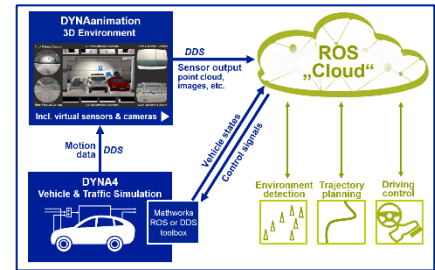 DYNAanimation
3D Environment
Incl. virtual sensors & cameras
DDS
Sensor output
point cloud,
images, etc.
ROS
„Cloud“
Motion
data
DDS
Vehicle states
Control signals
DYNA4
Vehicle & Traffic Simulation
Mathworks
ROS or DDS
toolbox
Environment
detection
Trajectory
planning
Driving
control